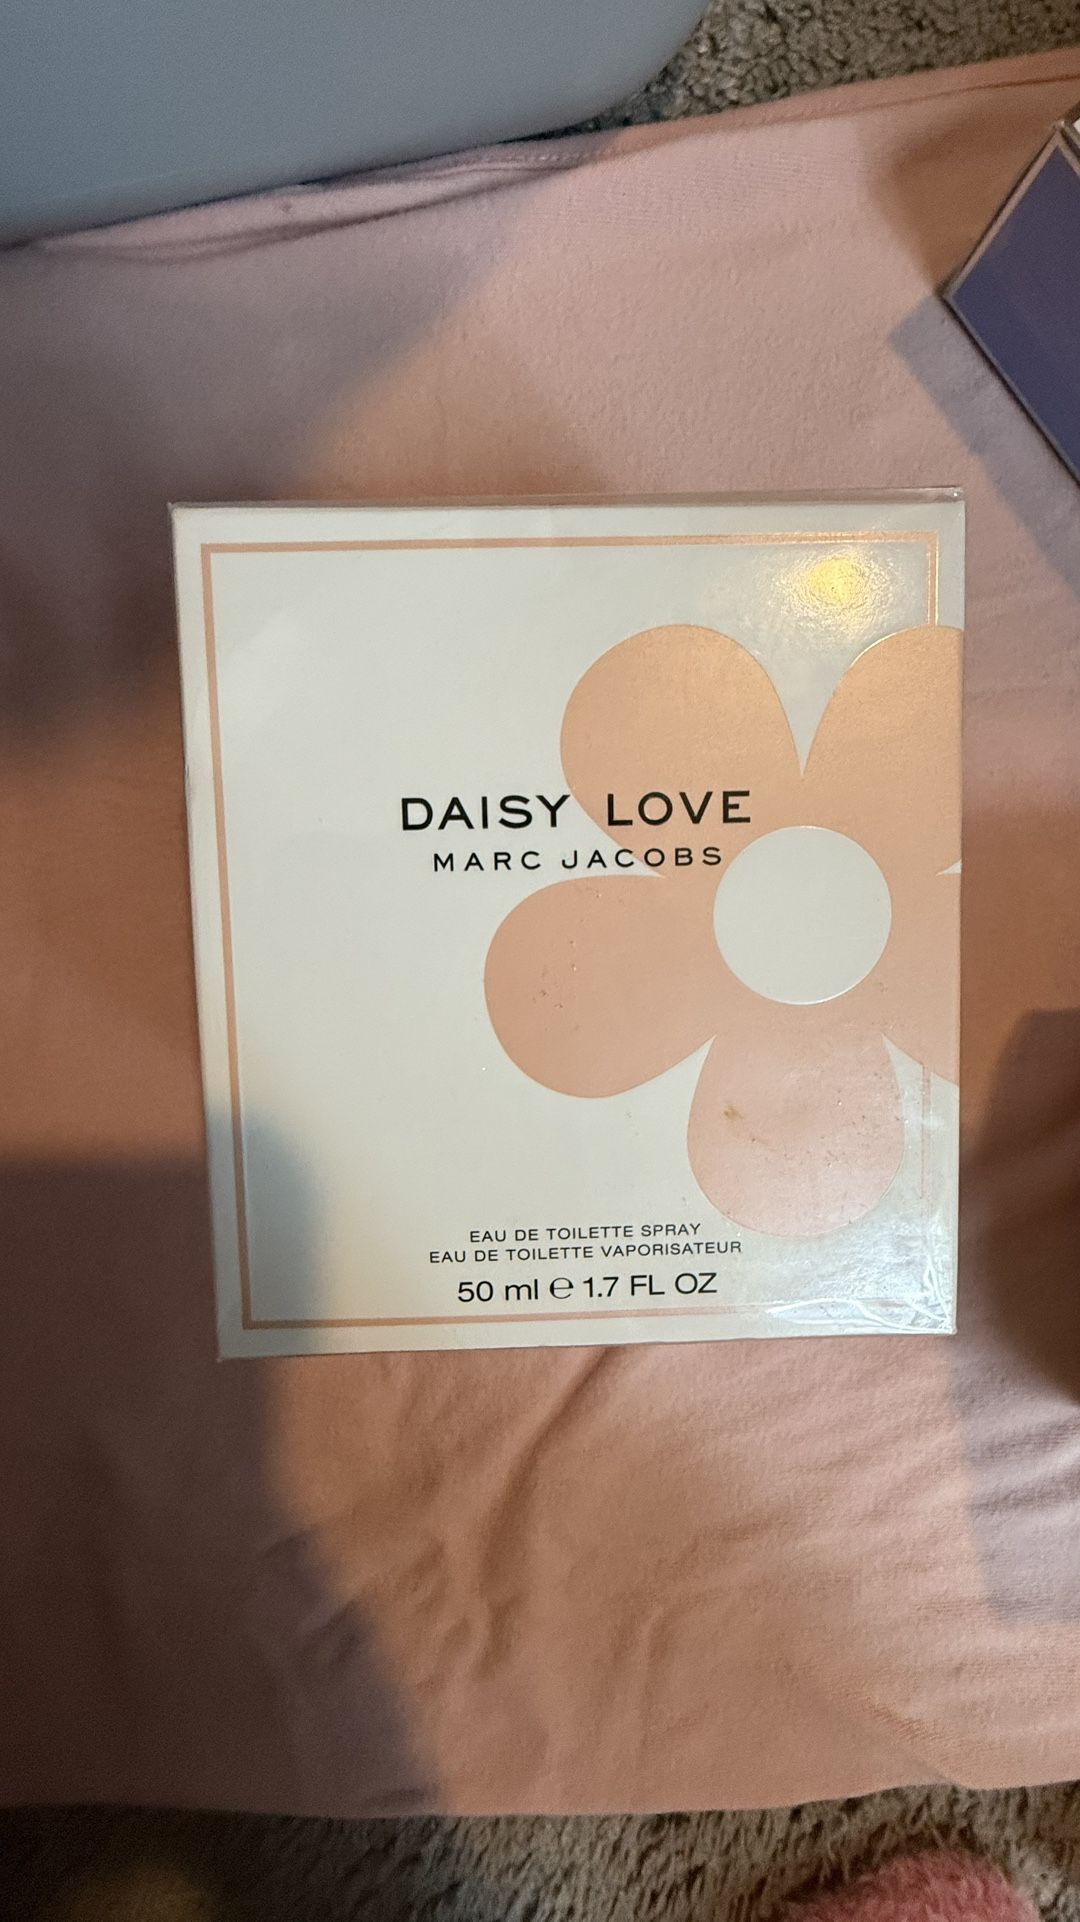 DAISY LOVE
MARC JACOBS
EAU DE TOILETTE SPRAY
EAU DE TOILETTE VAPORISATEUR
50 ml ℮ 1.7 FL OZ